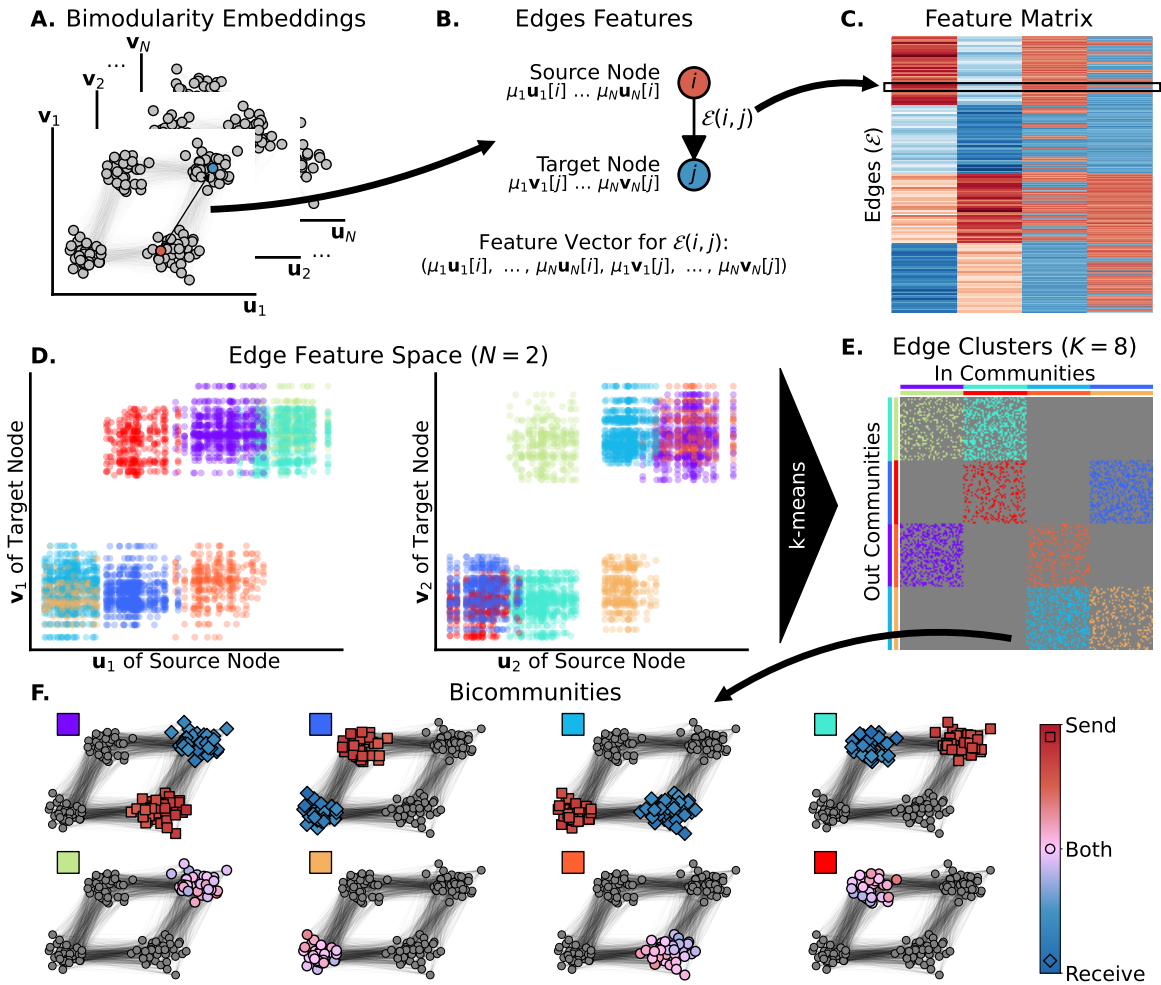 A. Bimodularity Embeddings
v_N
...
v_2
v_1
u_N
...
u_2
u_1
B. Edges Features
Source Node
μ_1u_1[i] ... μ_Nu_N[i]
i
ℰ(i, j)
Target Node
μ_1v_1[j] ... μ_Nv_N[j]
j
Feature Vector for ℰ(i, j):
(μ_1u_1[i], ..., μ_Nu_N[i], μ_1v_1[j], ..., μ_Nv_N[j])
C. Feature Matrix
Edges (ℰ)
D. Edge Feature Space (N = 2)
v_1 of Target Node
u_1 of Source Node
v_2 of Target Node
u_2 of Source Node
k-means
E. Edge Clusters (K = 8)
In Communities
Out Communities
F. Bicommunities
Send
Both
Receive